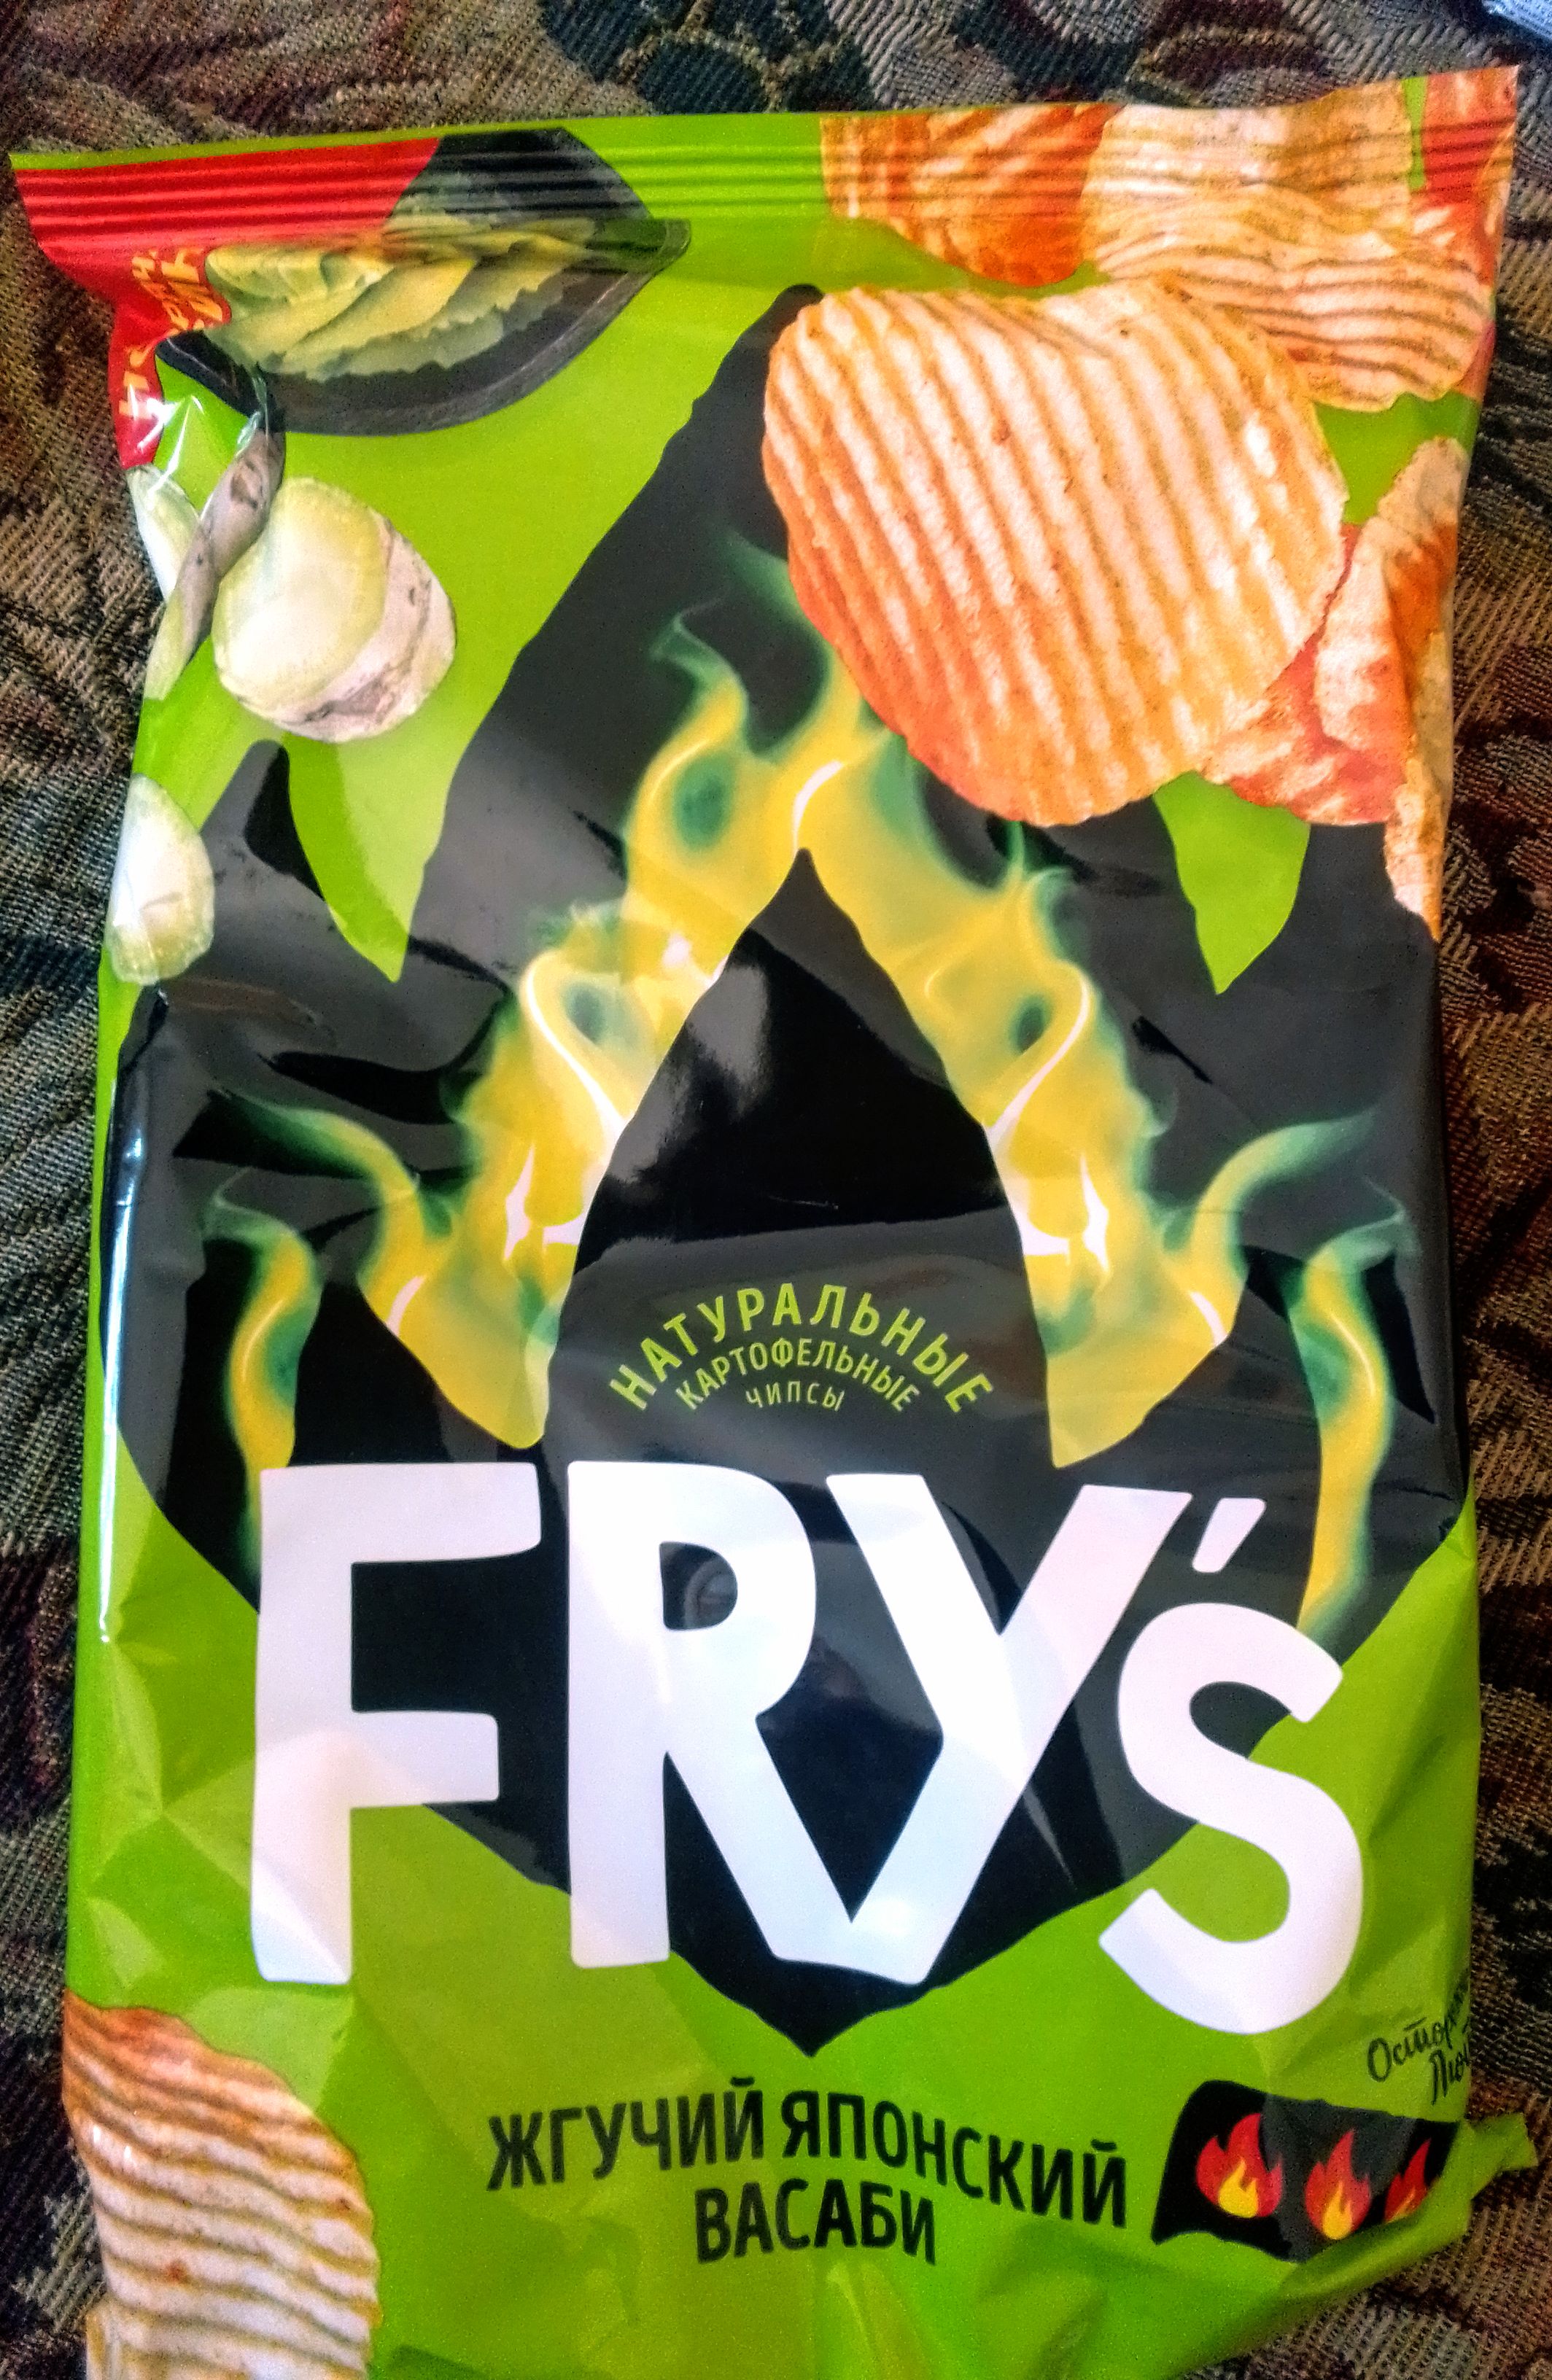 НАТУРАЛЬНЫЕ
КАРТОФЕЛЬНЫЕ
ЧИПСЫ
FRY'S
ЖГУЧИЙ ЯПОНСКИЙ
ВАСАБИ